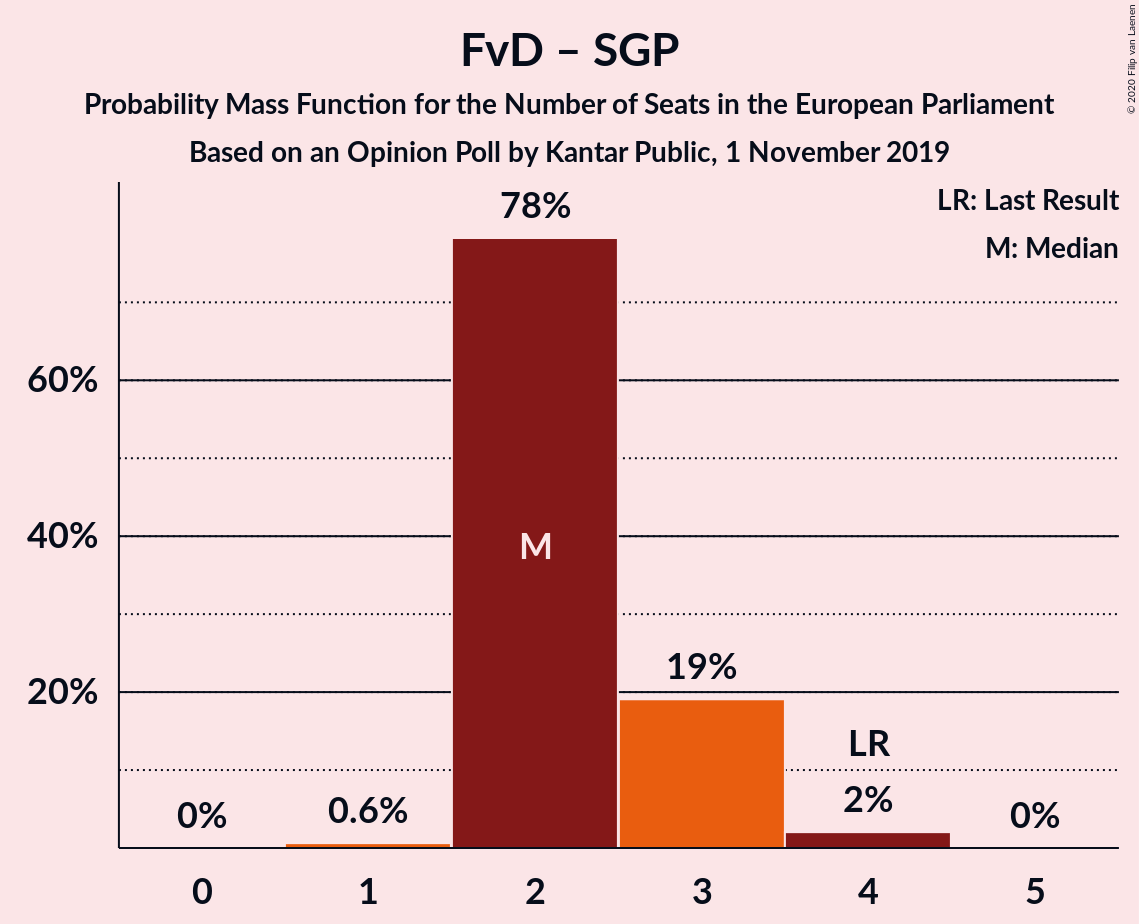 FvD – SGP
Probability Mass Function for the Number of Seats in the European Parliament
Based on an Opinion Poll by Kantar Public, 1 November 2019
© 2020 Filip van Laenen
LR: Last Result
M: Median
78%
60%
40%
M
19%
20%
LR
0%
0.6%
2%
0%
0 1 2 3 4 5